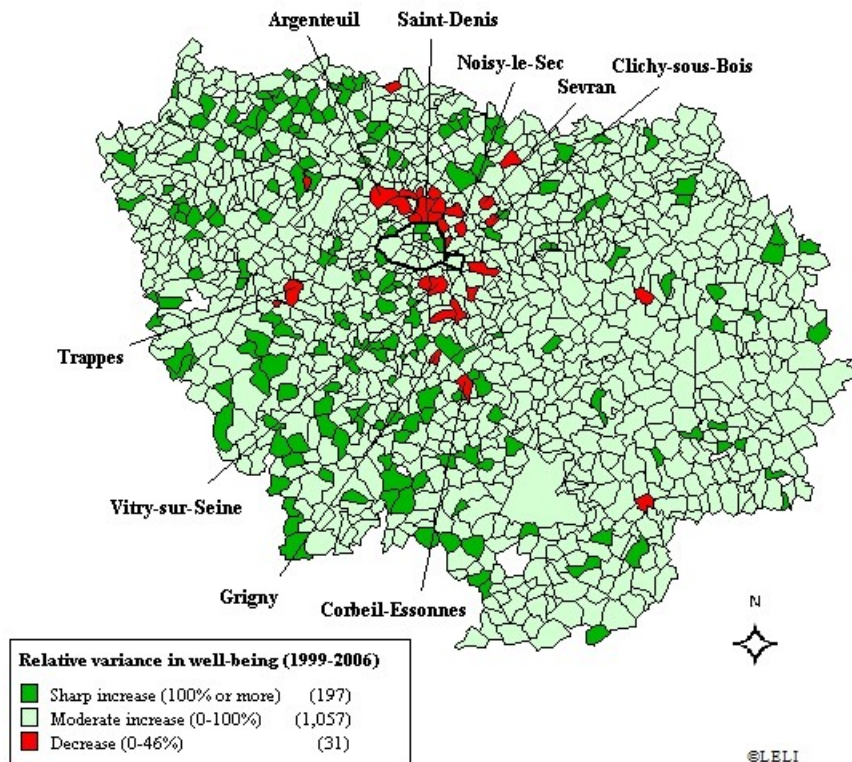 Argenteuil
Saint-Denis
Noisy-le-Sec
Clichy-sous-Bois
Sevran
Trappes
Vitry-sur-Seine
Grigny
Corbeil-Essonnes
N
Relative variance in well-being (1999-2006)
Sharp increase (100% or more) (197)
Moderate increase (0-100%) (1,057)
Decrease (0-46%) (31)
©LELI